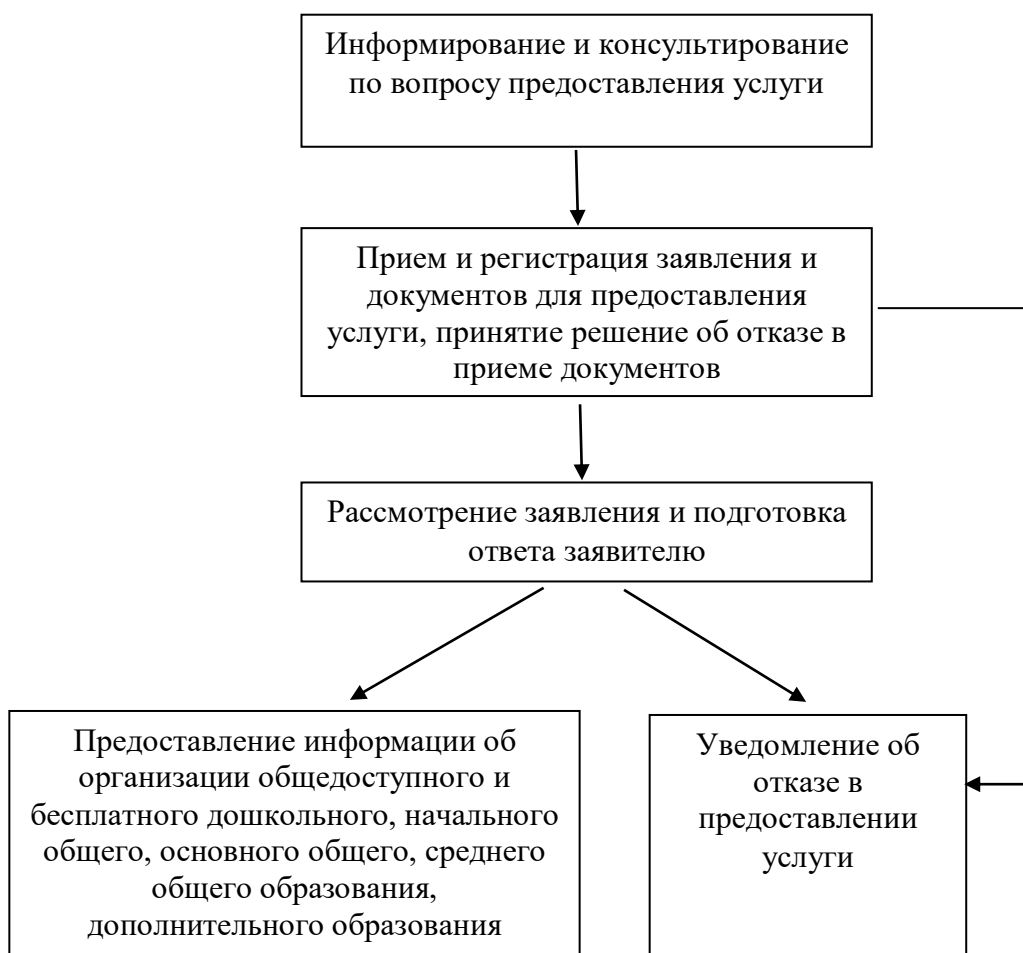 Информирование и консультирование
по вопросу предоставления услуги
Прием и регистрация заявления и
документов для предоставления
услуги, принятие решение об отказе в
приеме документов
Рассмотрение заявления и подготовка
ответа заявителю
Предоставление информации об
организации общедоступного и
бесплатного дошкольного, начального
общего, основного общего, среднего
общего образования,
дополнительного образования
Уведомление об
отказе в
предоставлении
услуги